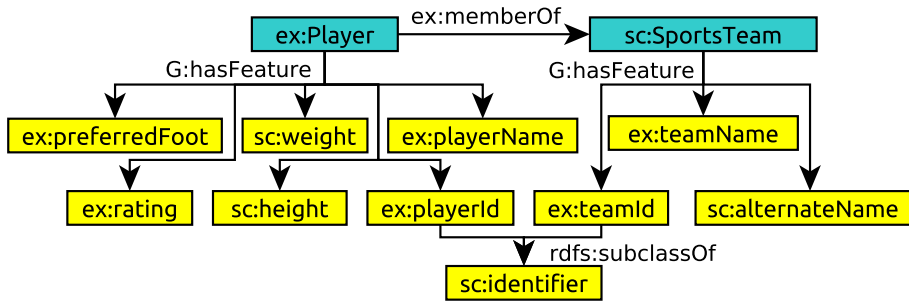 ex:memberOf
ex:Player
sc:SportsTeam
G:hasFeature
G:hasFeature
ex:preferredFoot
sc:weight
ex:playerName
ex:teamName
ex:rating
sc:height
ex:playerId
ex:teamId
sc:alternateName
rdfs:subclassOf
sc:identifier